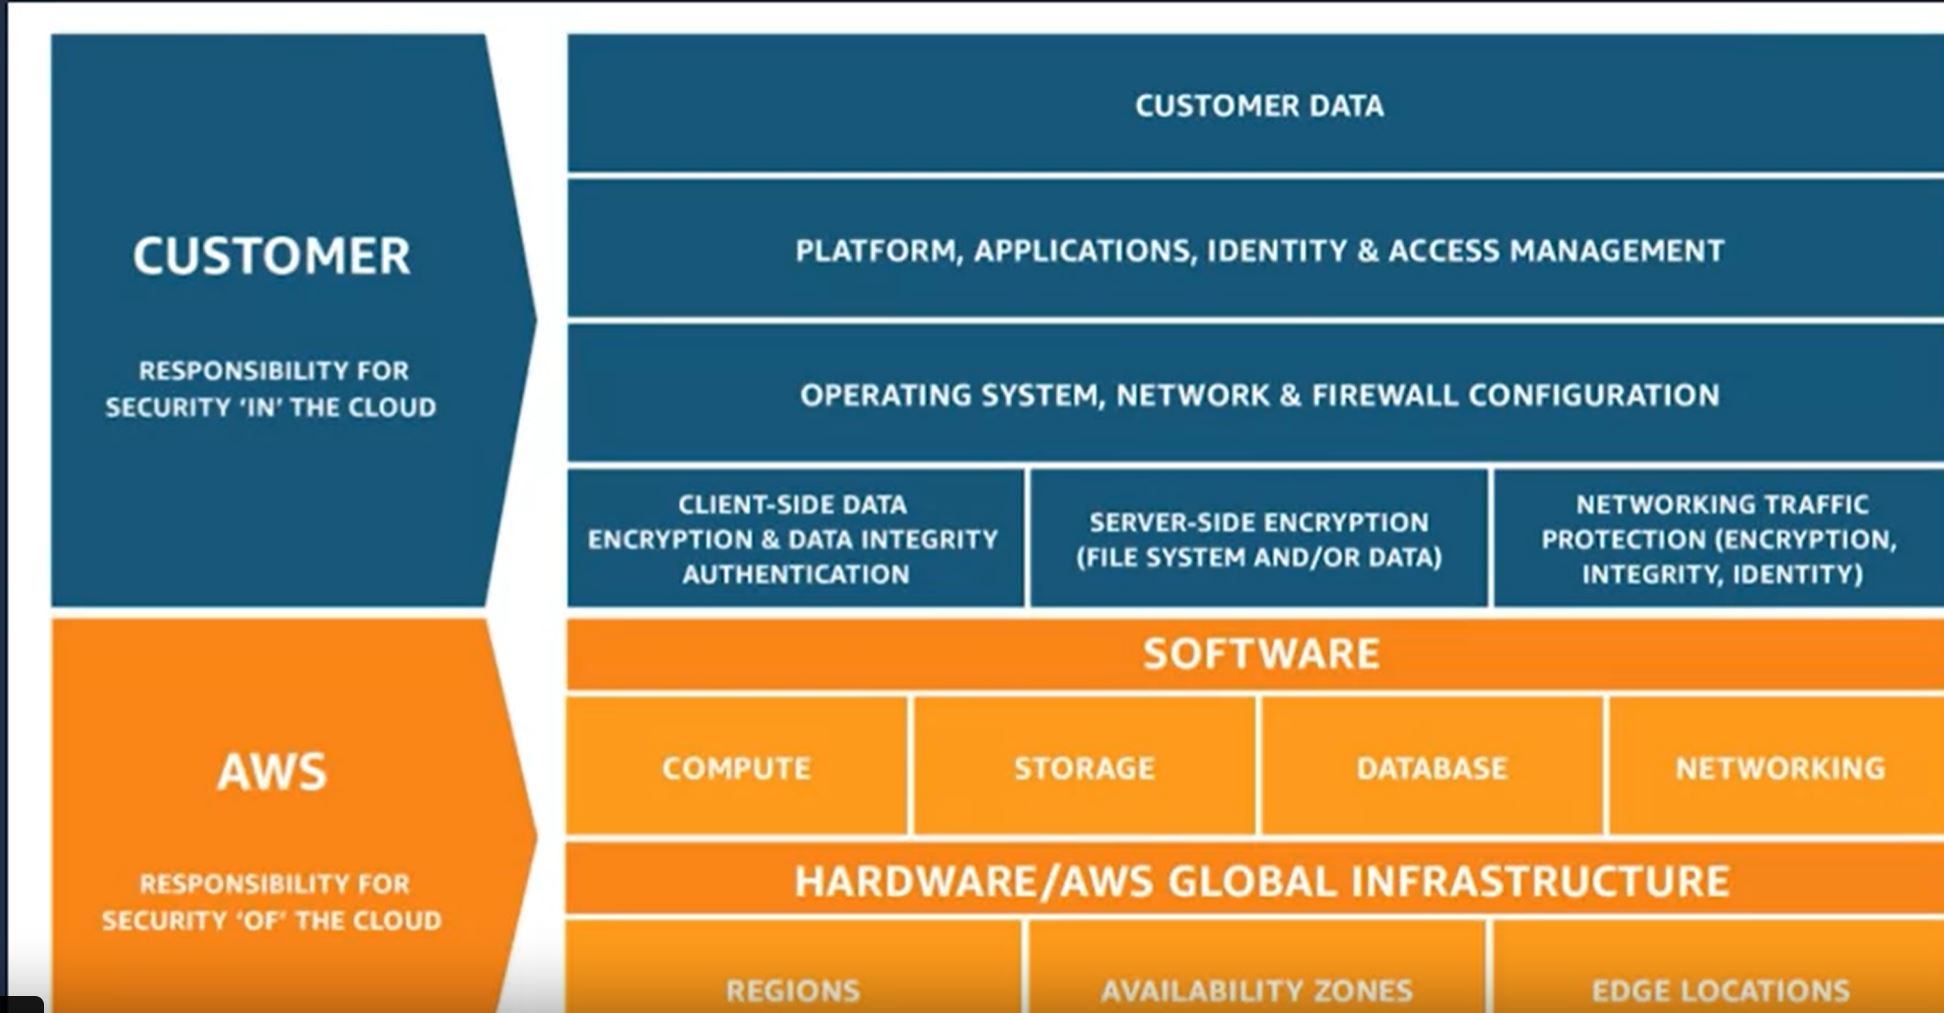 CUSTOMER
RESPONSIBILITY FOR
SECURITY ‘IN’ THE CLOUD
CUSTOMER DATA
PLATFORM, APPLICATIONS, IDENTITY & ACCESS MANAGEMENT
OPERATING SYSTEM, NETWORK & FIREWALL CONFIGURATION
CLIENT-SIDE DATA
ENCRYPTION & DATA INTEGRITY
AUTHENTICATION
SERVER-SIDE ENCRYPTION
(FILE SYSTEM AND/OR DATA)
NETWORKING TRAFFIC
PROTECTION (ENCRYPTION,
INTEGRITY, IDENTITY)
AWS
RESPONSIBILITY FOR
SECURITY ‘OF’ THE CLOUD
SOFTWARE
COMPUTE
STORAGE
DATABASE
NETWORKING
HARDWARE/AWS GLOBAL INFRASTRUCTURE
REGIONS
AVAILABILITY ZONES
EDGE LOCATIONS